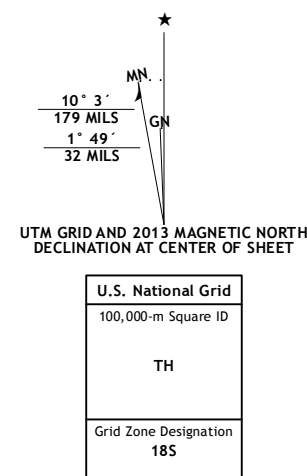 ★
MN
10° 3´
179 MILS
GN
1° 49´
32 MILS
UTM GRID AND 2013 MAGNETIC NORTH
DECLINATION AT CENTER OF SHEET
U.S. National Grid
100,000-m Square ID
TH
Grid Zone Designation
18S